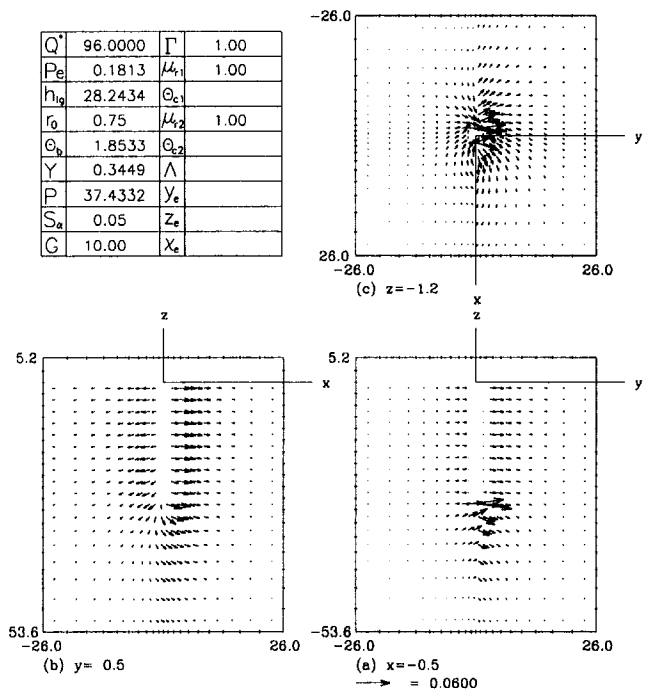 Q* 96.0000 Γ 1.00
Pe 0.1813 μr1 1.00
hlg 28.2434 Θc1
r0 0.75 μr2 1.00
Θb 1.8533 Θc2
Y 0.3449 Λ
P 37.4332 ye
Sα 0.05 ze
G 10.00 xe
-26.0
y
26.0
-26.0 26.0
(c) z=-1.2
x
z
5.2
x
53.6
-26.0 26.0
(b) y= 0.5
z
5.2
y
-53.6
-26.0 26.0
(a) x=-0.5
= 0.0600